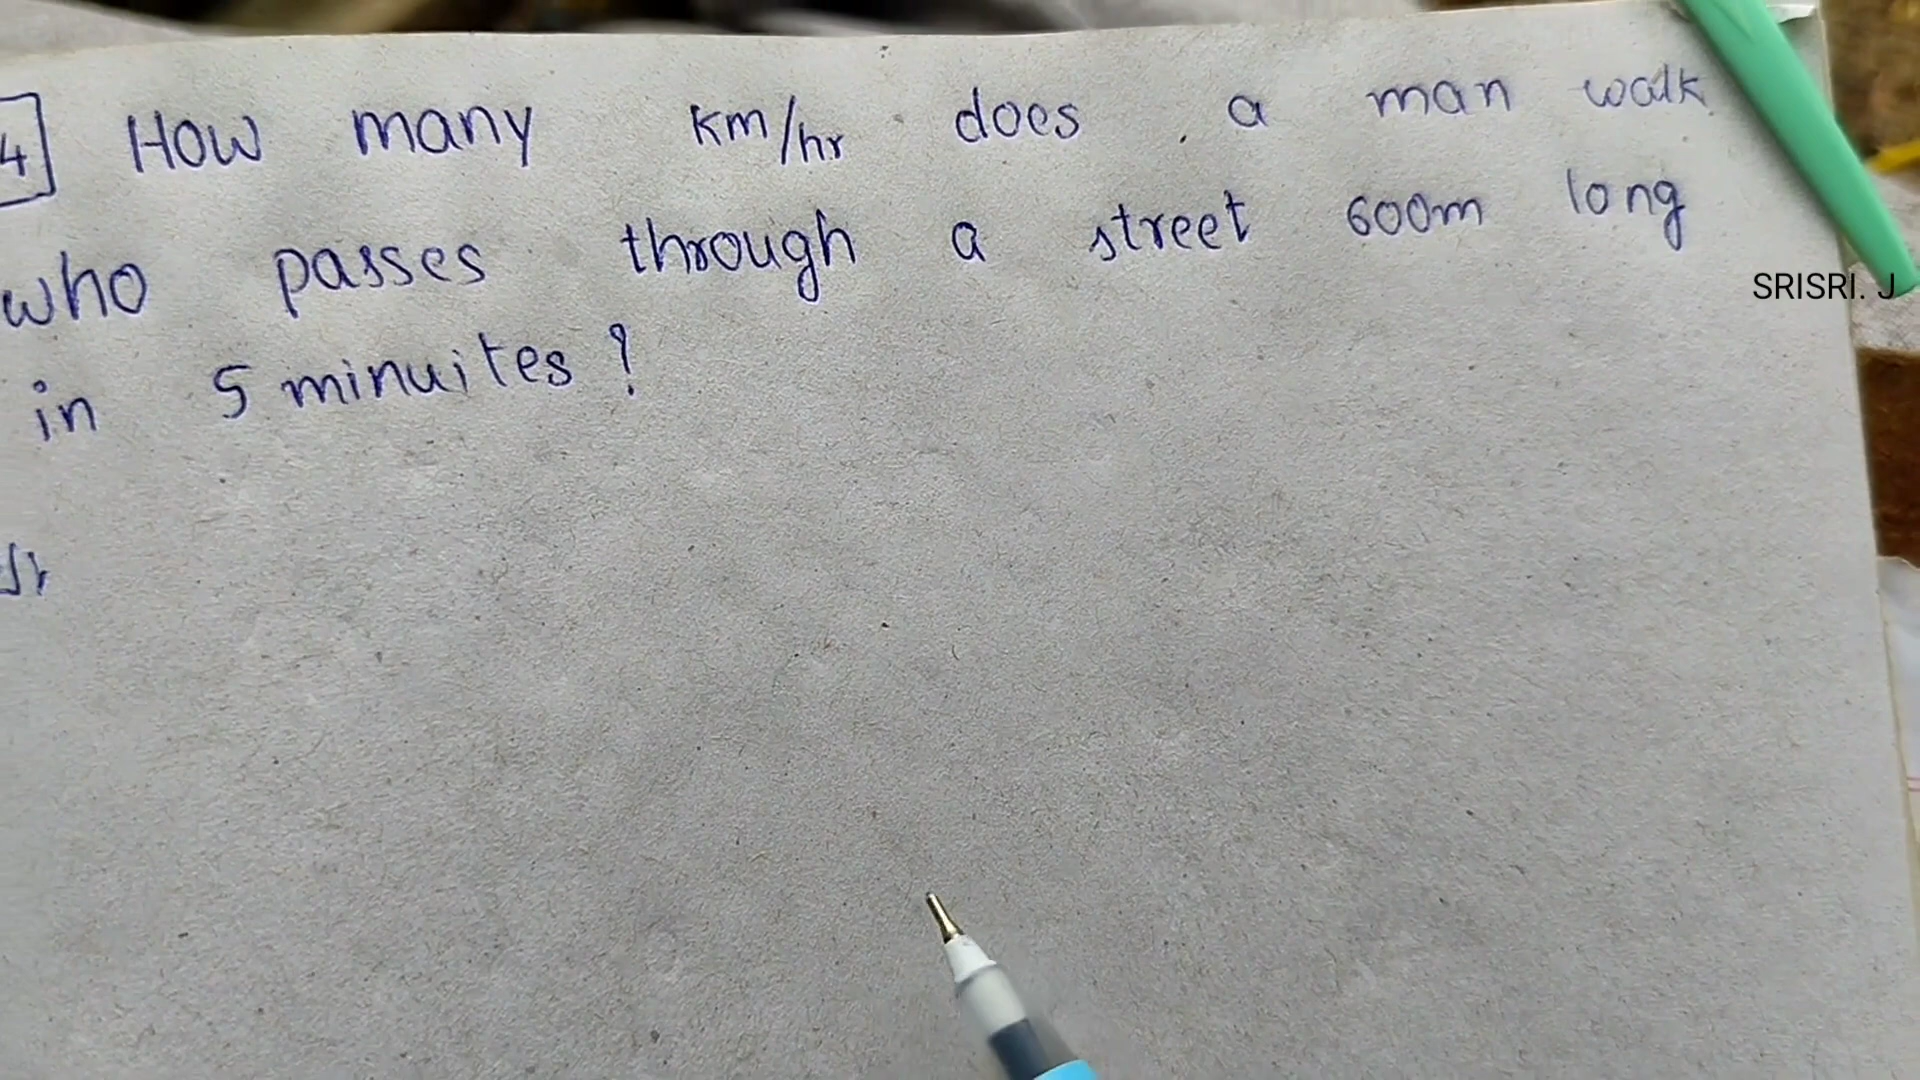 4 How many km/hr does a man walk
who passes through a street 600m long
SRISRI. J
in 5 minuites ?